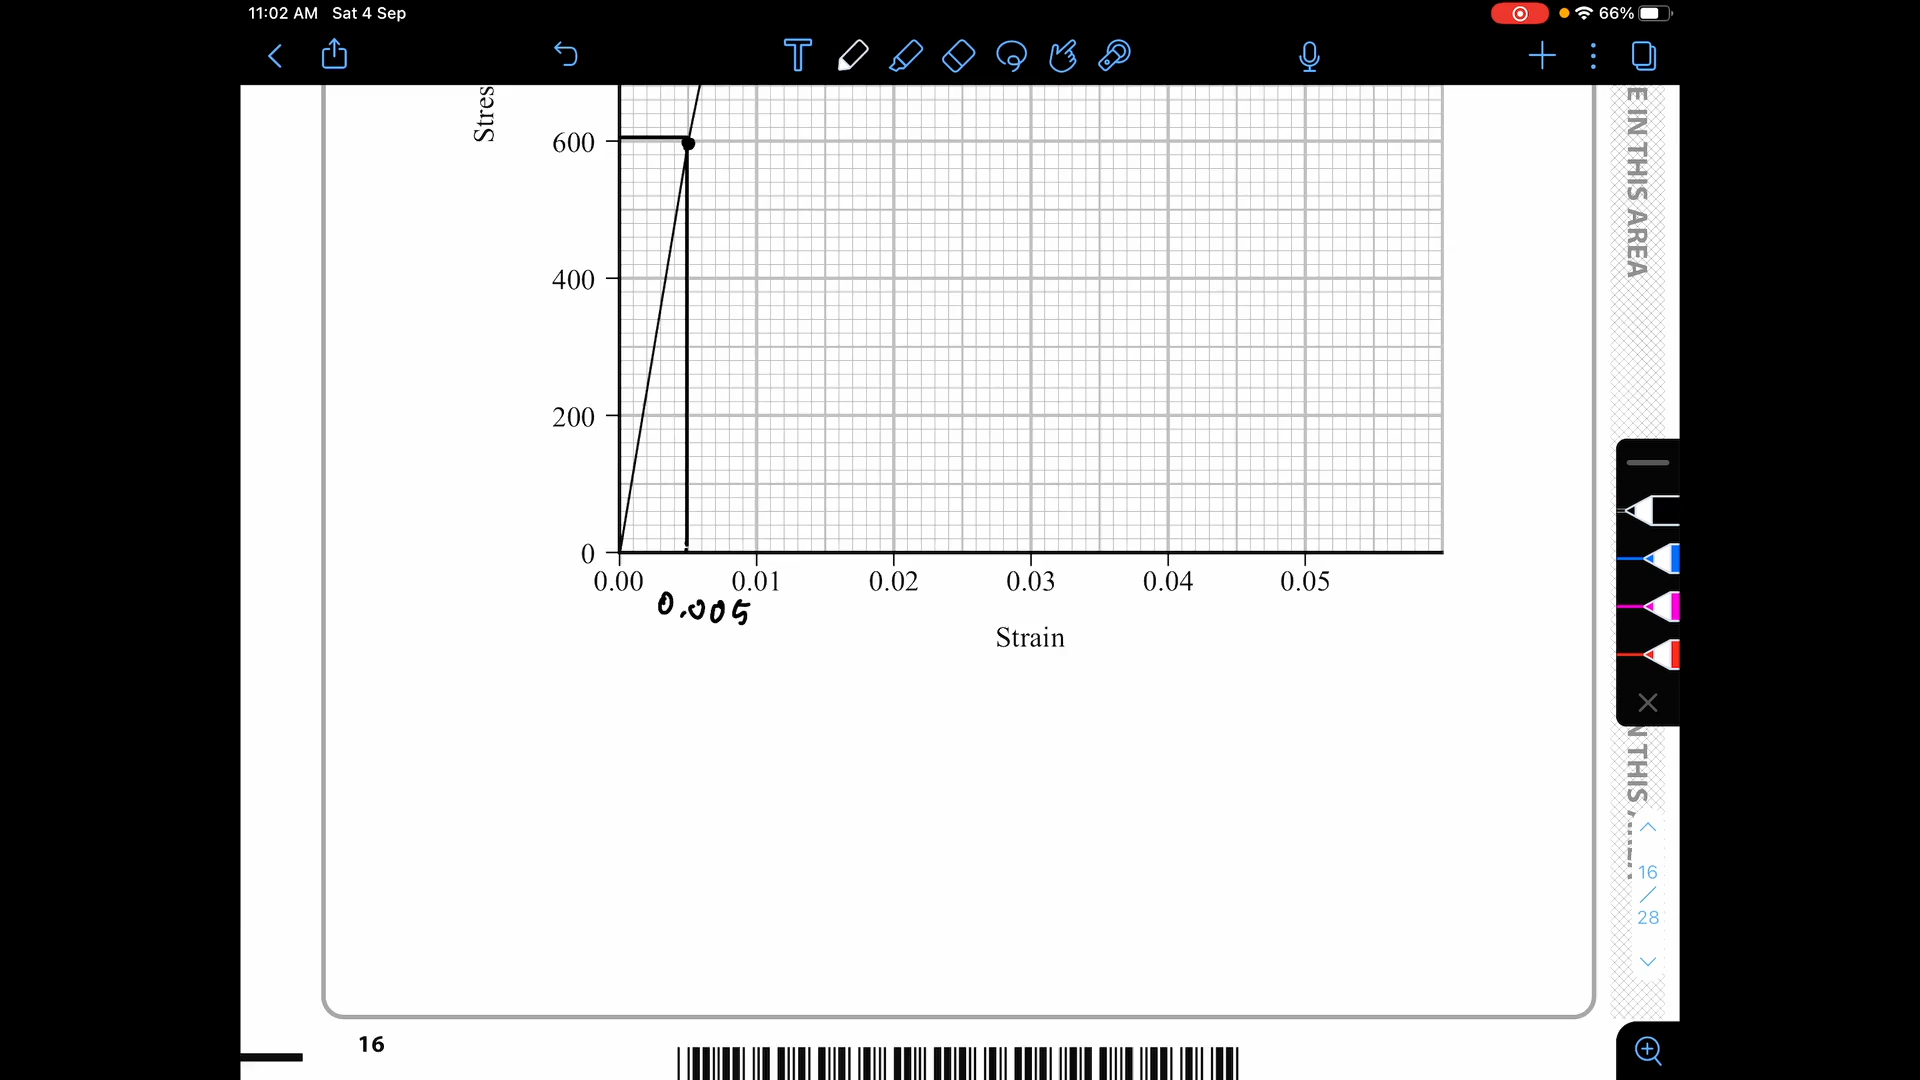 11:02 AM Sat 4 Sep
66%
T
Stres
E IN THIS AREA
600
400
200
0
0.00 0.01 0.02 0.03 0.04 0.05
0.005
Strain
N THIS
16
28
16